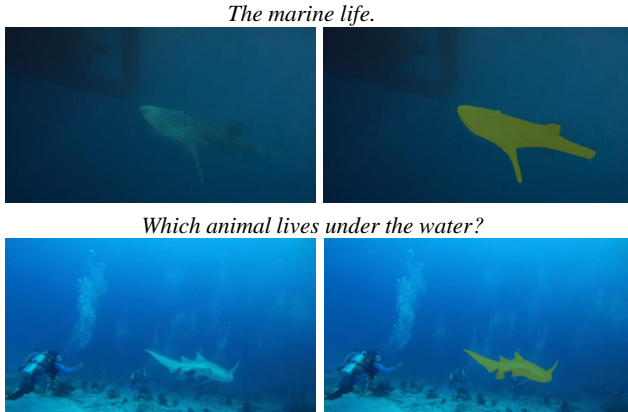 The marine life.
Which animal lives under the water?